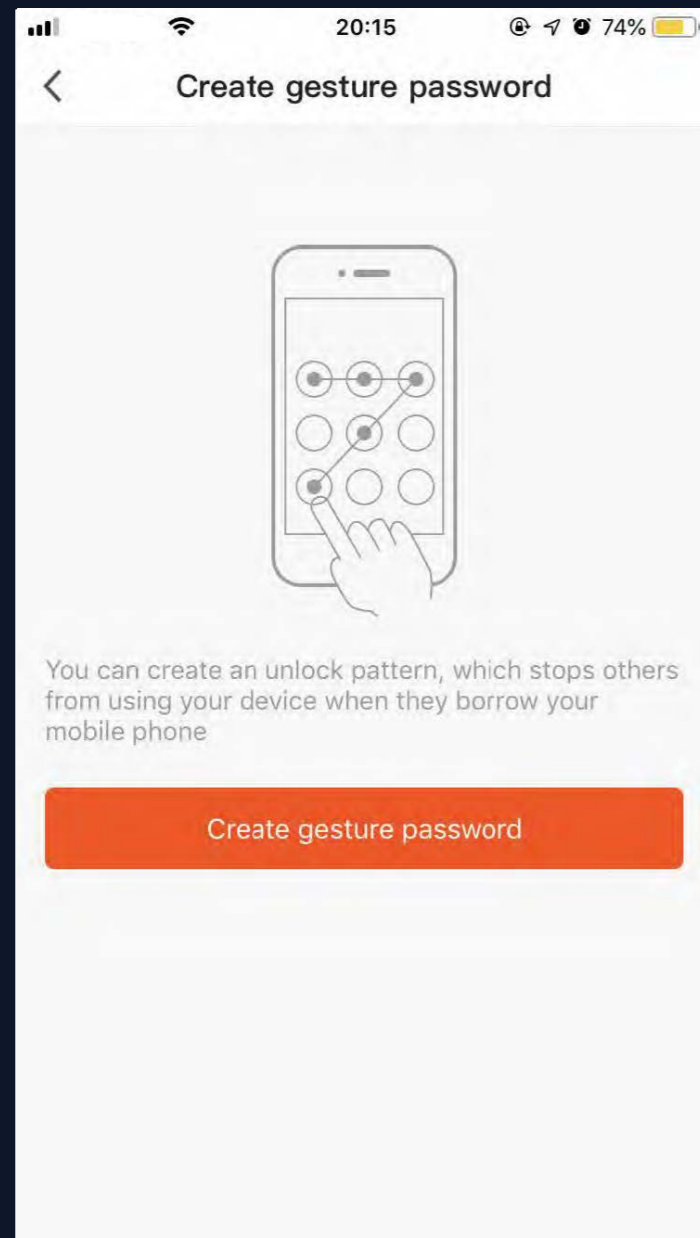 20:15 74%
Create gesture password
You can create an unlock pattern, which stops others
from using your device when they borrow your
mobile phone
Create gesture password